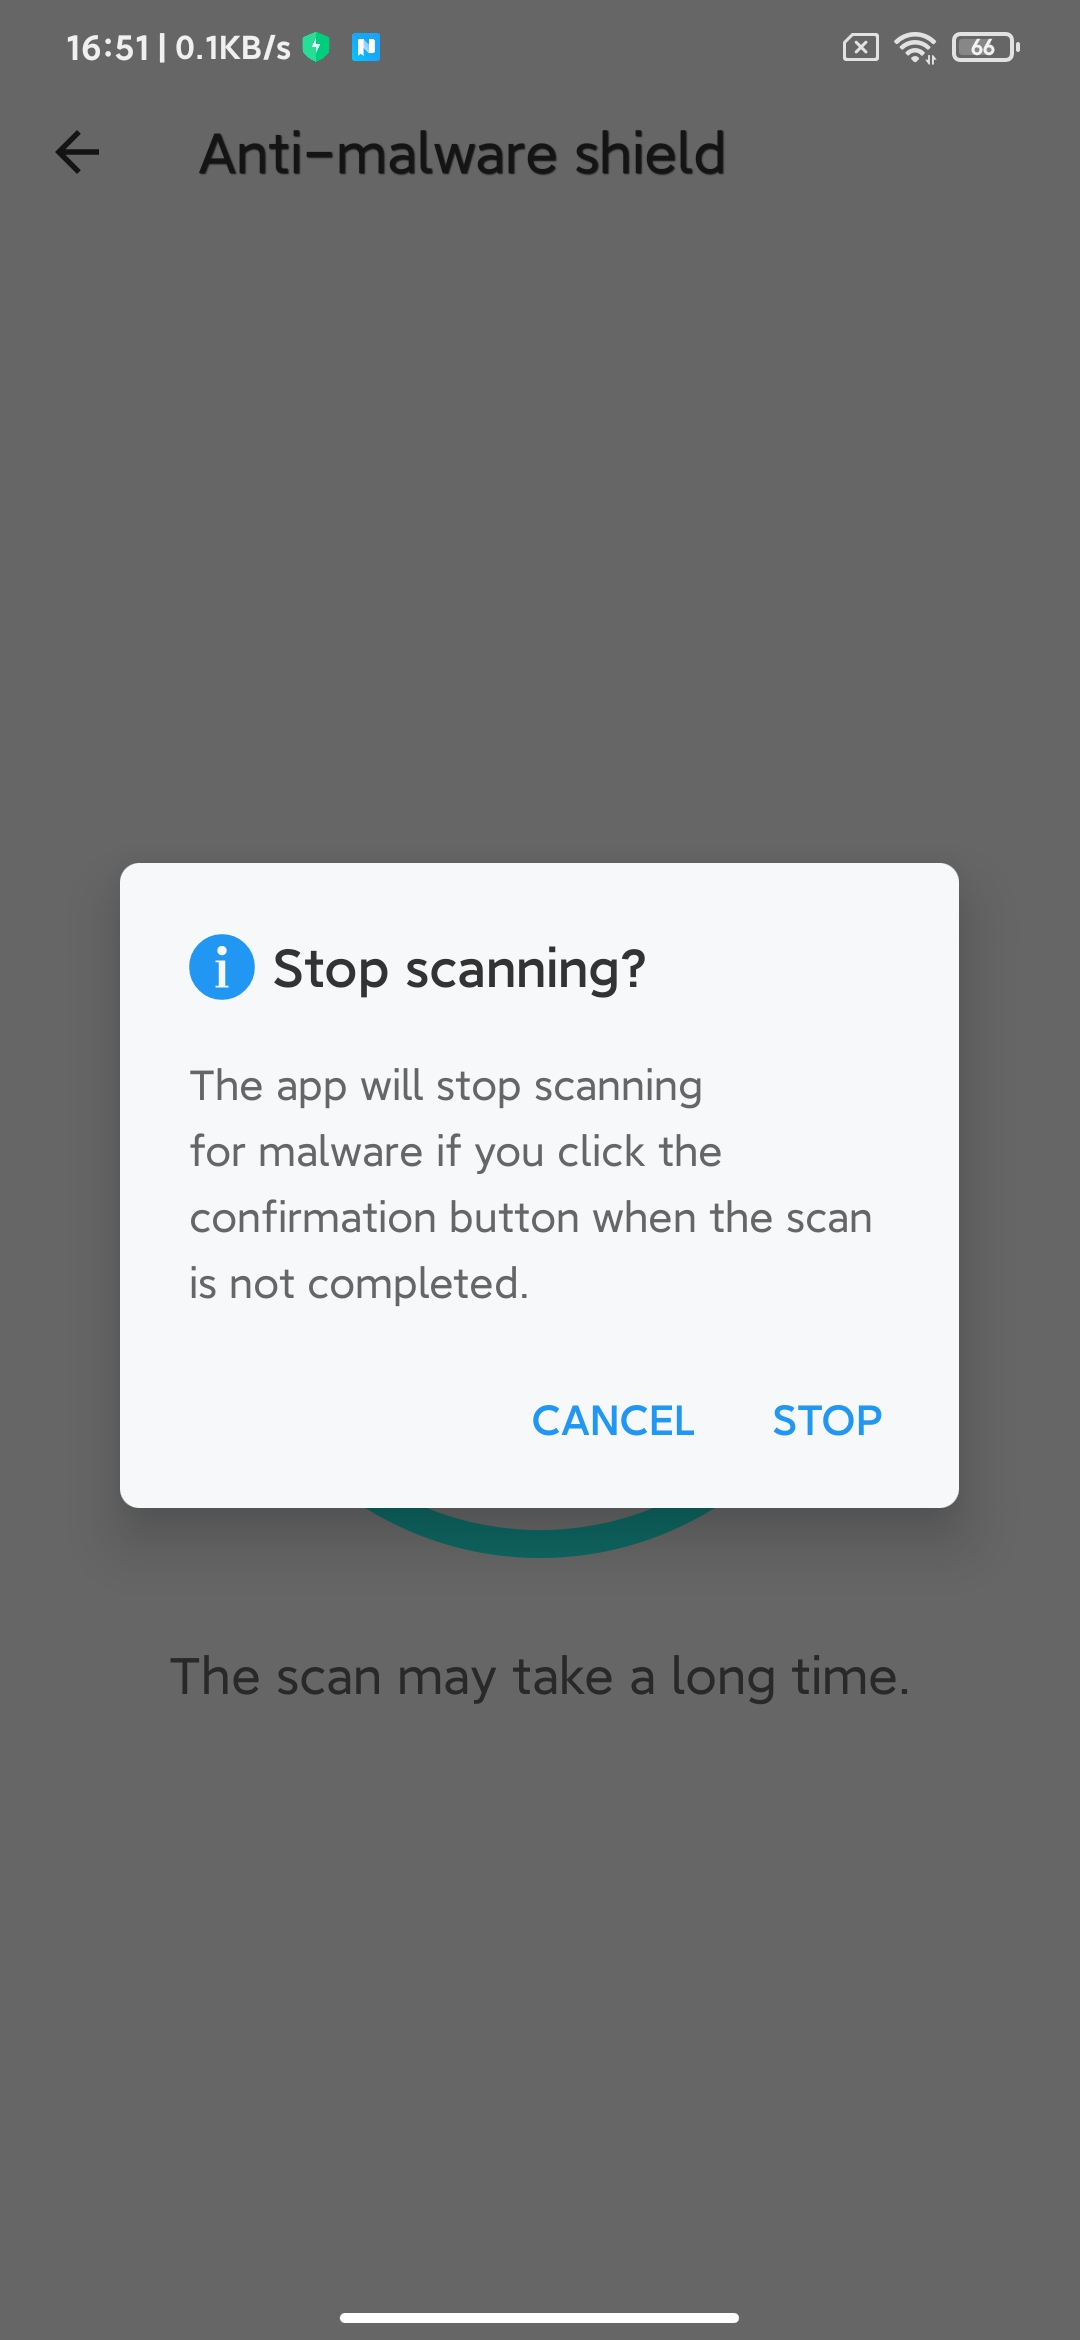 16:51 | 0.1KB/s N 66
Anti-malware shield
i Stop scanning?
The app will stop scanning
for malware if you click the
confirmation button when the scan
is not completed.
CANCEL STOP
The scan may take a long time.